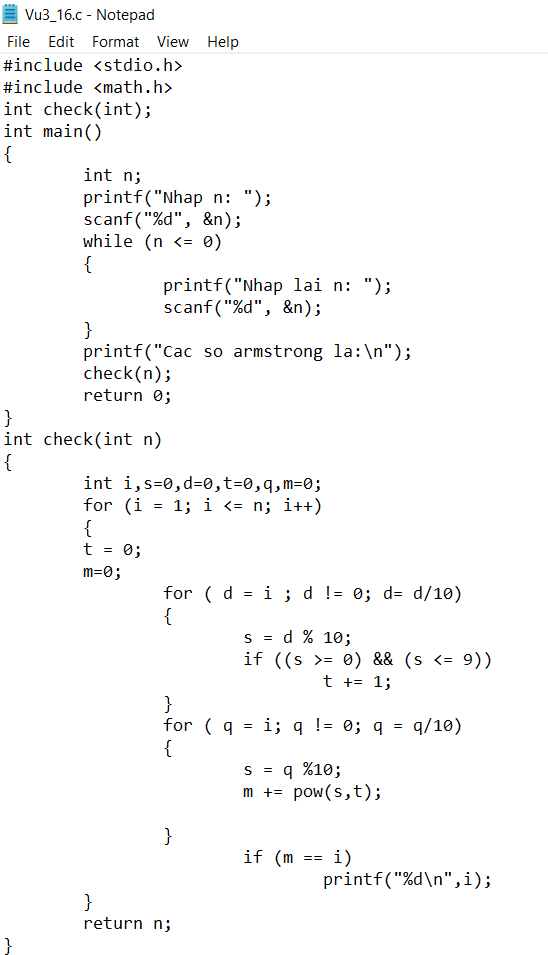 Vu3_16.c - Notepad
File Edit Format View Help
#include <stdio.h>
#include <math.h>
int check(int);
int main()
{
        int n;
        printf("Nhap n: ");
        scanf("%d", &n);
        while (n <= 0)
        {
                printf("Nhap lai n: ");
                scanf("%d", &n);
        }
        printf("Cac so armstrong la:\n");
        check(n);
        return 0;
}
int check(int n)
{
        int i,s=0,d=0,t=0,q,m=0;
        for (i = 1; i <= n; i++)
        {
        t = 0;
        m=0;
                for ( d = i ; d != 0; d= d/10)
                {
                        s = d % 10;
                        if ((s >= 0) && (s <= 9))
                                t += 1;
                }
                for ( q = i; q != 0; q = q/10)
                {
                        s = q %10;
                        m += pow(s,t);

                }
                        if (m == i)
                                printf("%d\n",i);
        }
        return n;
}